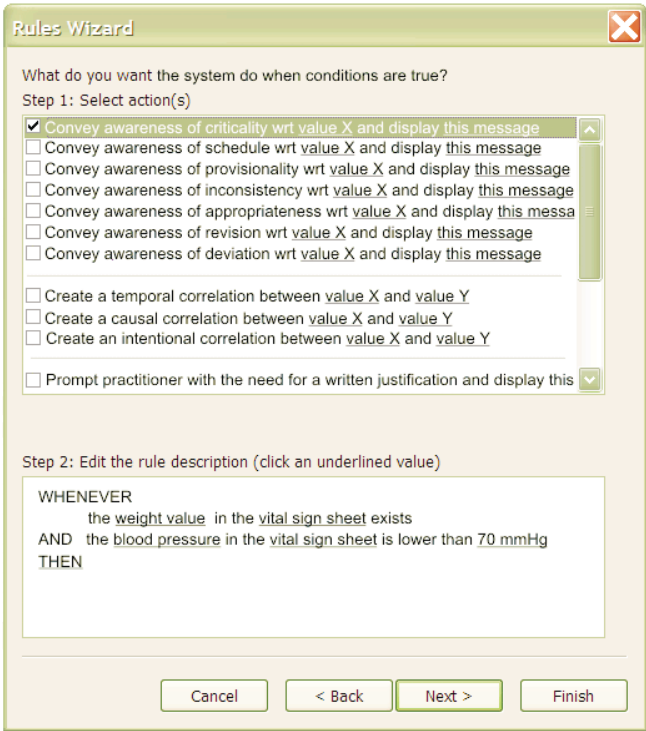 Rules Wizard
What do you want the system do when conditions are true?
Step 1: Select action(s)
Convey awareness of criticality wrt value X and display this message
Convey awareness of schedule wrt value X and display this message
Convey awareness of provisionality wrt value X and display this message
Convey awareness of inconsistency wrt value X and display this message
Convey awareness of appropriateness wrt value X and display this messa
Convey awareness of revision wrt value X and display this message
Convey awareness of deviation wrt value X and display this message
Create a temporal correlation between value X and value Y
Create a causal correlation between value X and value Y
Create an intentional correlation between value X and value Y
Prompt practitioner with the need for a written justification and display this
Step 2: Edit the rule description (click an underlined value)
WHENEVER
the weight value in the vital sign sheet exists
AND the blood pressure in the vital sign sheet is lower than 70 mmHg
THEN
Cancel < Back Next > Finish